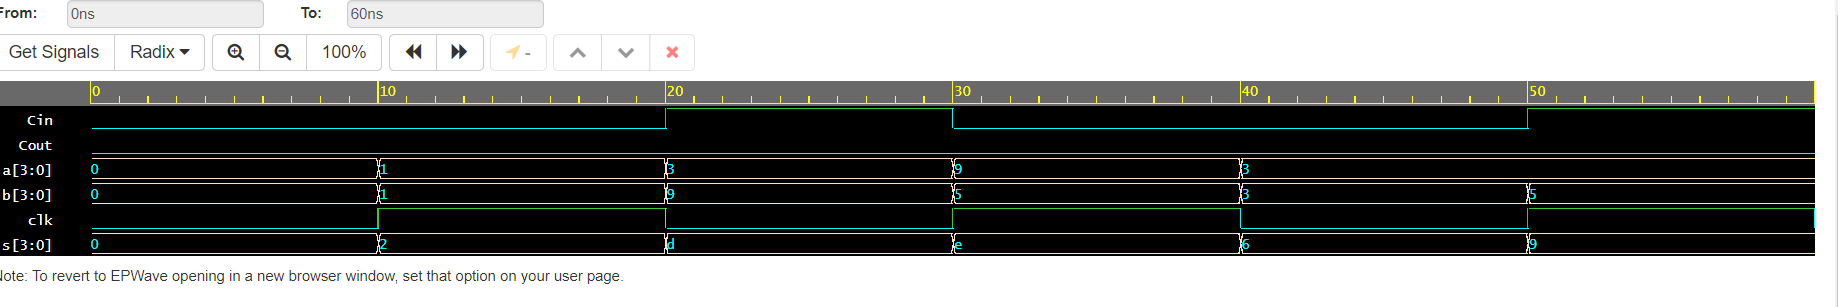 From: 0ns To: 60ns
Get Signals Radix 100% -
0 10 20 30 40 50
Cin
Cout
a[3:0] 0 1 3 9 3
b[3:0] 0 1 9 5 3 5
clk
s[3:0] 0 2 d e 6 9
Note: To revert to EPWave opening in a new browser window, set that option on your user page.